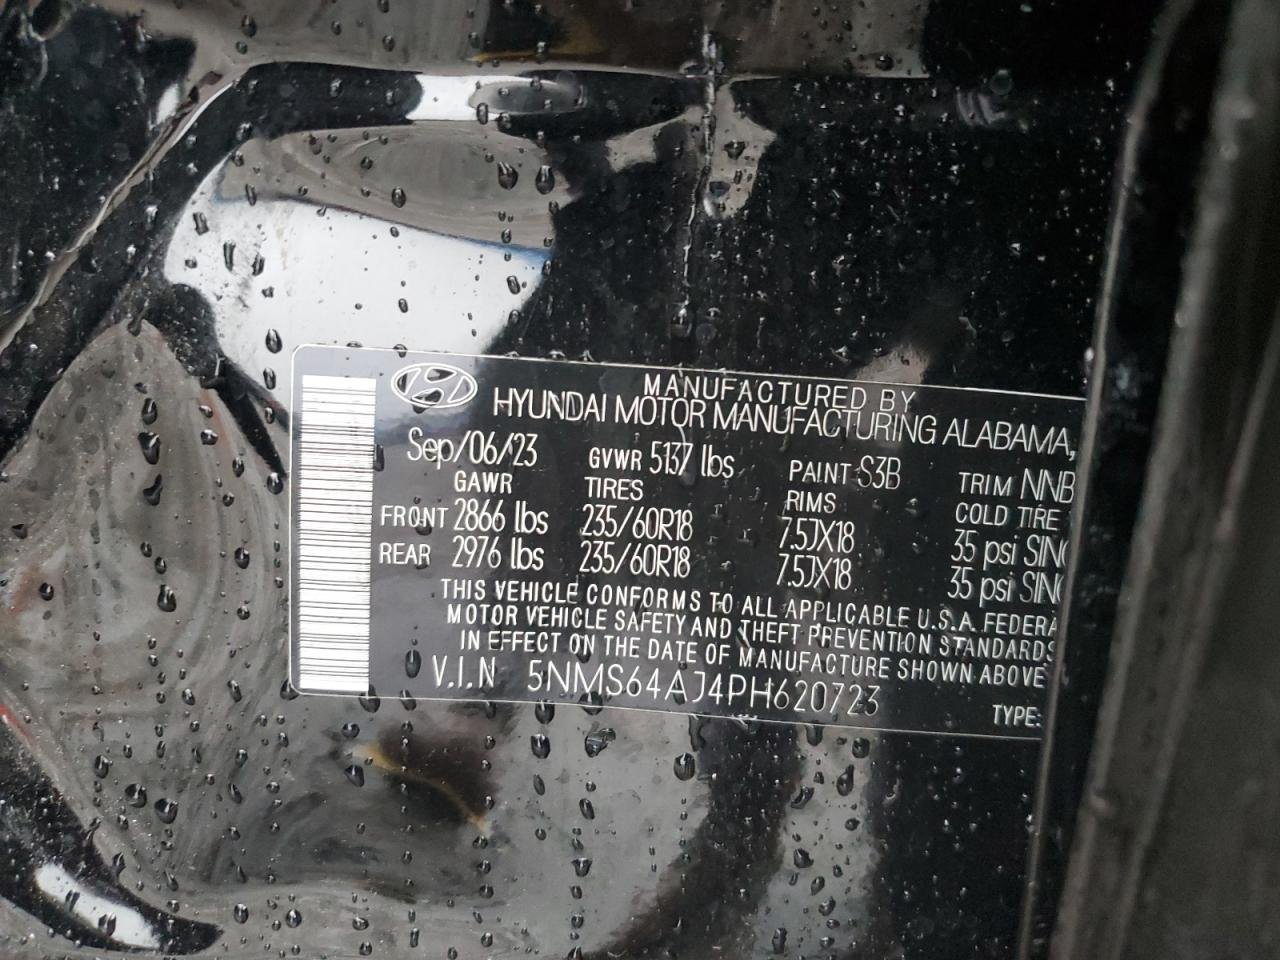 MANUFACTURED BY
HYUNDAI MOTOR MANUFACTURING ALABAMA,
Sep/06/23 GVWR 5137 lbs PAINT S3B TRIM NNB
GAWR TIRES RIMS COLD TIRE
FRONT 2866 lbs 235/60R18 7.5JX18 35 psi
REAR 2976 lbs 235/60R18 7.5JX18 35 psi
THIS VEHICLE CONFORMS TO ALL APPLICABLE U.S.A. FEDERA
MOTOR VEHICLE SAFETY AND THEFT PREVENTION STANDARDS
IN EFFECT ON THE DATE OF MANUFACTURE SHOWN ABOVE
V.I.N 5NMS64AJ4PH620723
TYPE: